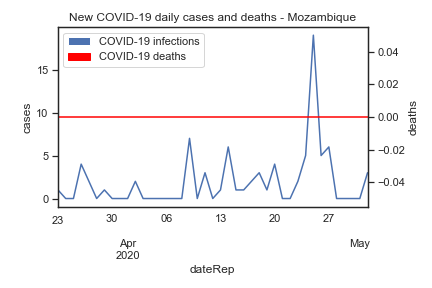 New COVID-19 daily cases and deaths - Mozambique
COVID-19 infections
COVID-19 deaths
cases
15
10
5
0
deaths
0.04
0.02
0.00
−0.02
−0.04
23
30
06
13
20
27
Apr
2020
May
dateRep